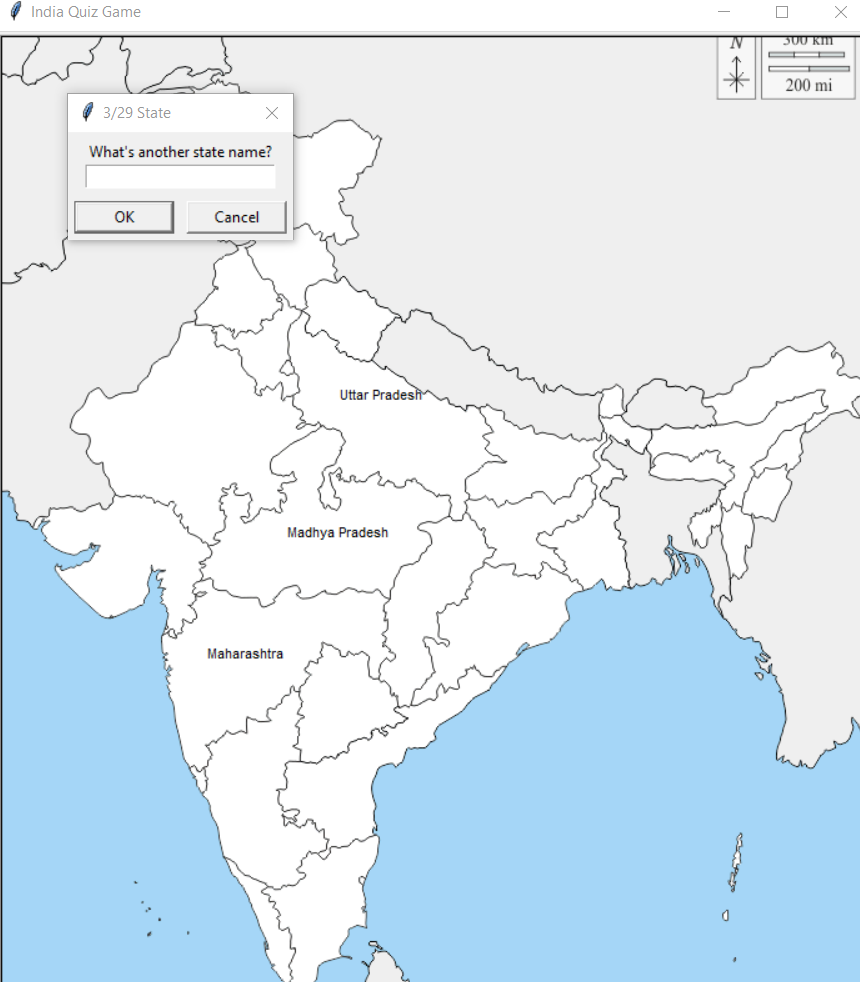 India Quiz Game
N
300 km
200 mi
3/29 State
What's another state name?
OK
Cancel
Uttar Pradesh
Madhya Pradesh
Maharashtra